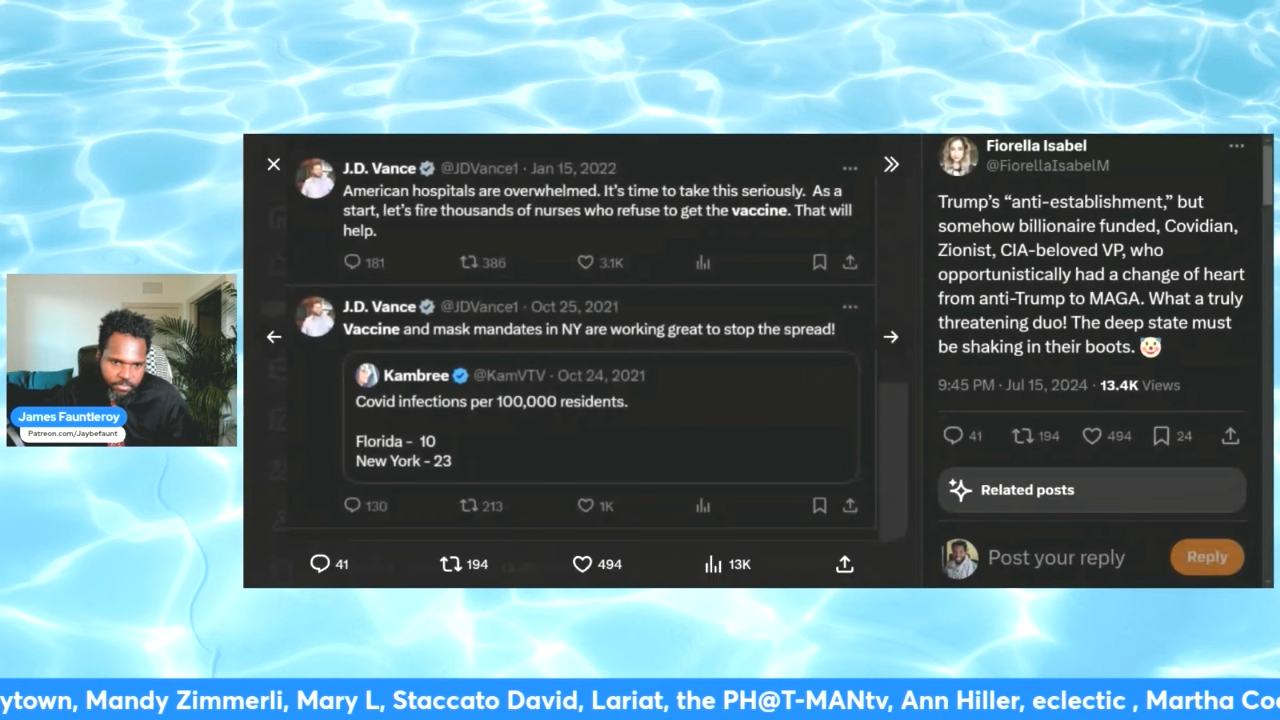 J.D. Vance @JDVance1 · Jan 15, 2022
American hospitals are overwhelmed. It's time to take this seriously. As a
start, let's fire thousands of nurses who refuse to get the vaccine. That will
help.
181 386 3.1K
J.D. Vance @JDVance1 · Oct 25, 2021
Vaccine and mask mandates in NY are working great to stop the spread!
Kambree @KamVTV · Oct 24, 2021
Covid infections per 100,000 residents.
Florida - 10
New York - 23
130 213 1K
41 194 494 13K
Fiorella Isabel
@FiorellaIsabelM
Trump's “anti-establishment,” but
somehow billionaire funded, Covidian,
Zionist, CIA-beloved VP, who
opportunistically had a change of heart
from anti-Trump to MAGA. What a truly
threatening duo! The deep state must
be shaking in their boots. 🤡
9:45 PM · Jul 15, 2024 · 13.4K Views
41 194 494 24
Related posts
Post your reply Reply
James Fauntleroy
Patreon.com/Jaybefaunt
ytown, Mandy Zimmerli, Mary L, Staccato David, Lariat, the PH@T-MANtv, Ann Hiller, eclectic , Martha Co